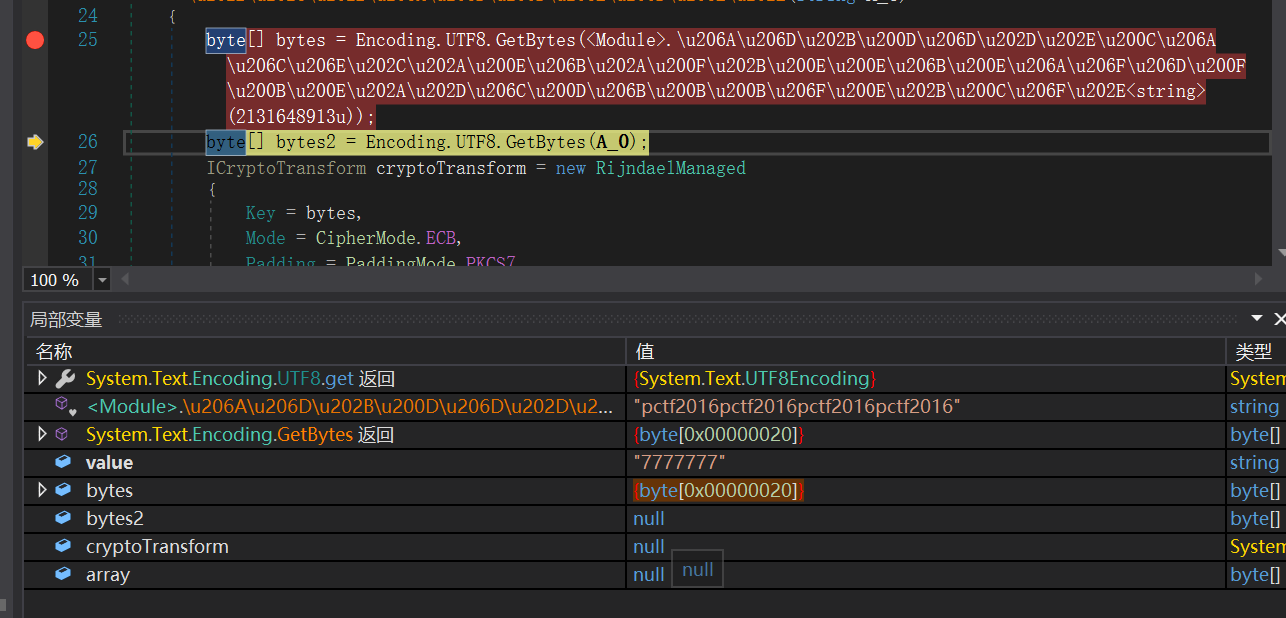 24 {
25 byte[] bytes = Encoding.UTF8.GetBytes(<Module>.\u206A\u206D\u202B\u200D\u206D\u202D\u202E\u200C\u206A
\u206C\u206E\u202C\u202A\u200E\u206B\u202A\u200F\u202B\u200E\u200E\u206B\u200E\u206A\u206F\u206D\u200F
\u200B\u200E\u202A\u202D\u206C\u200D\u206B\u200B\u200B\u206F\u200E\u202B\u200C\u206F\u202E<string>
(2131648913u));
26 byte[] bytes2 = Encoding.UTF8.GetBytes(A_0);
27 ICryptoTransform cryptoTransform = new RijndaelManaged
28 {
29 Key = bytes,
30 Mode = CipherMode.ECB,
31 Padding = PaddingMode.PKCS7
100 %
局部变量
名称 值 类型
System.Text.Encoding.UTF8.get 返回 {System.Text.UTF8Encoding} System
<Module>.\u206A\u206D\u202B\u200D\u206D\u202D\u2... "pctf2016pctf2016pctf2016pctf2016" string
System.Text.Encoding.GetBytes 返回 {byte[0x00000020]} byte[]
value "7777777" string
bytes {byte[0x00000020]} byte[]
bytes2 null byte[]
cryptoTransform null System
array null null byte[]